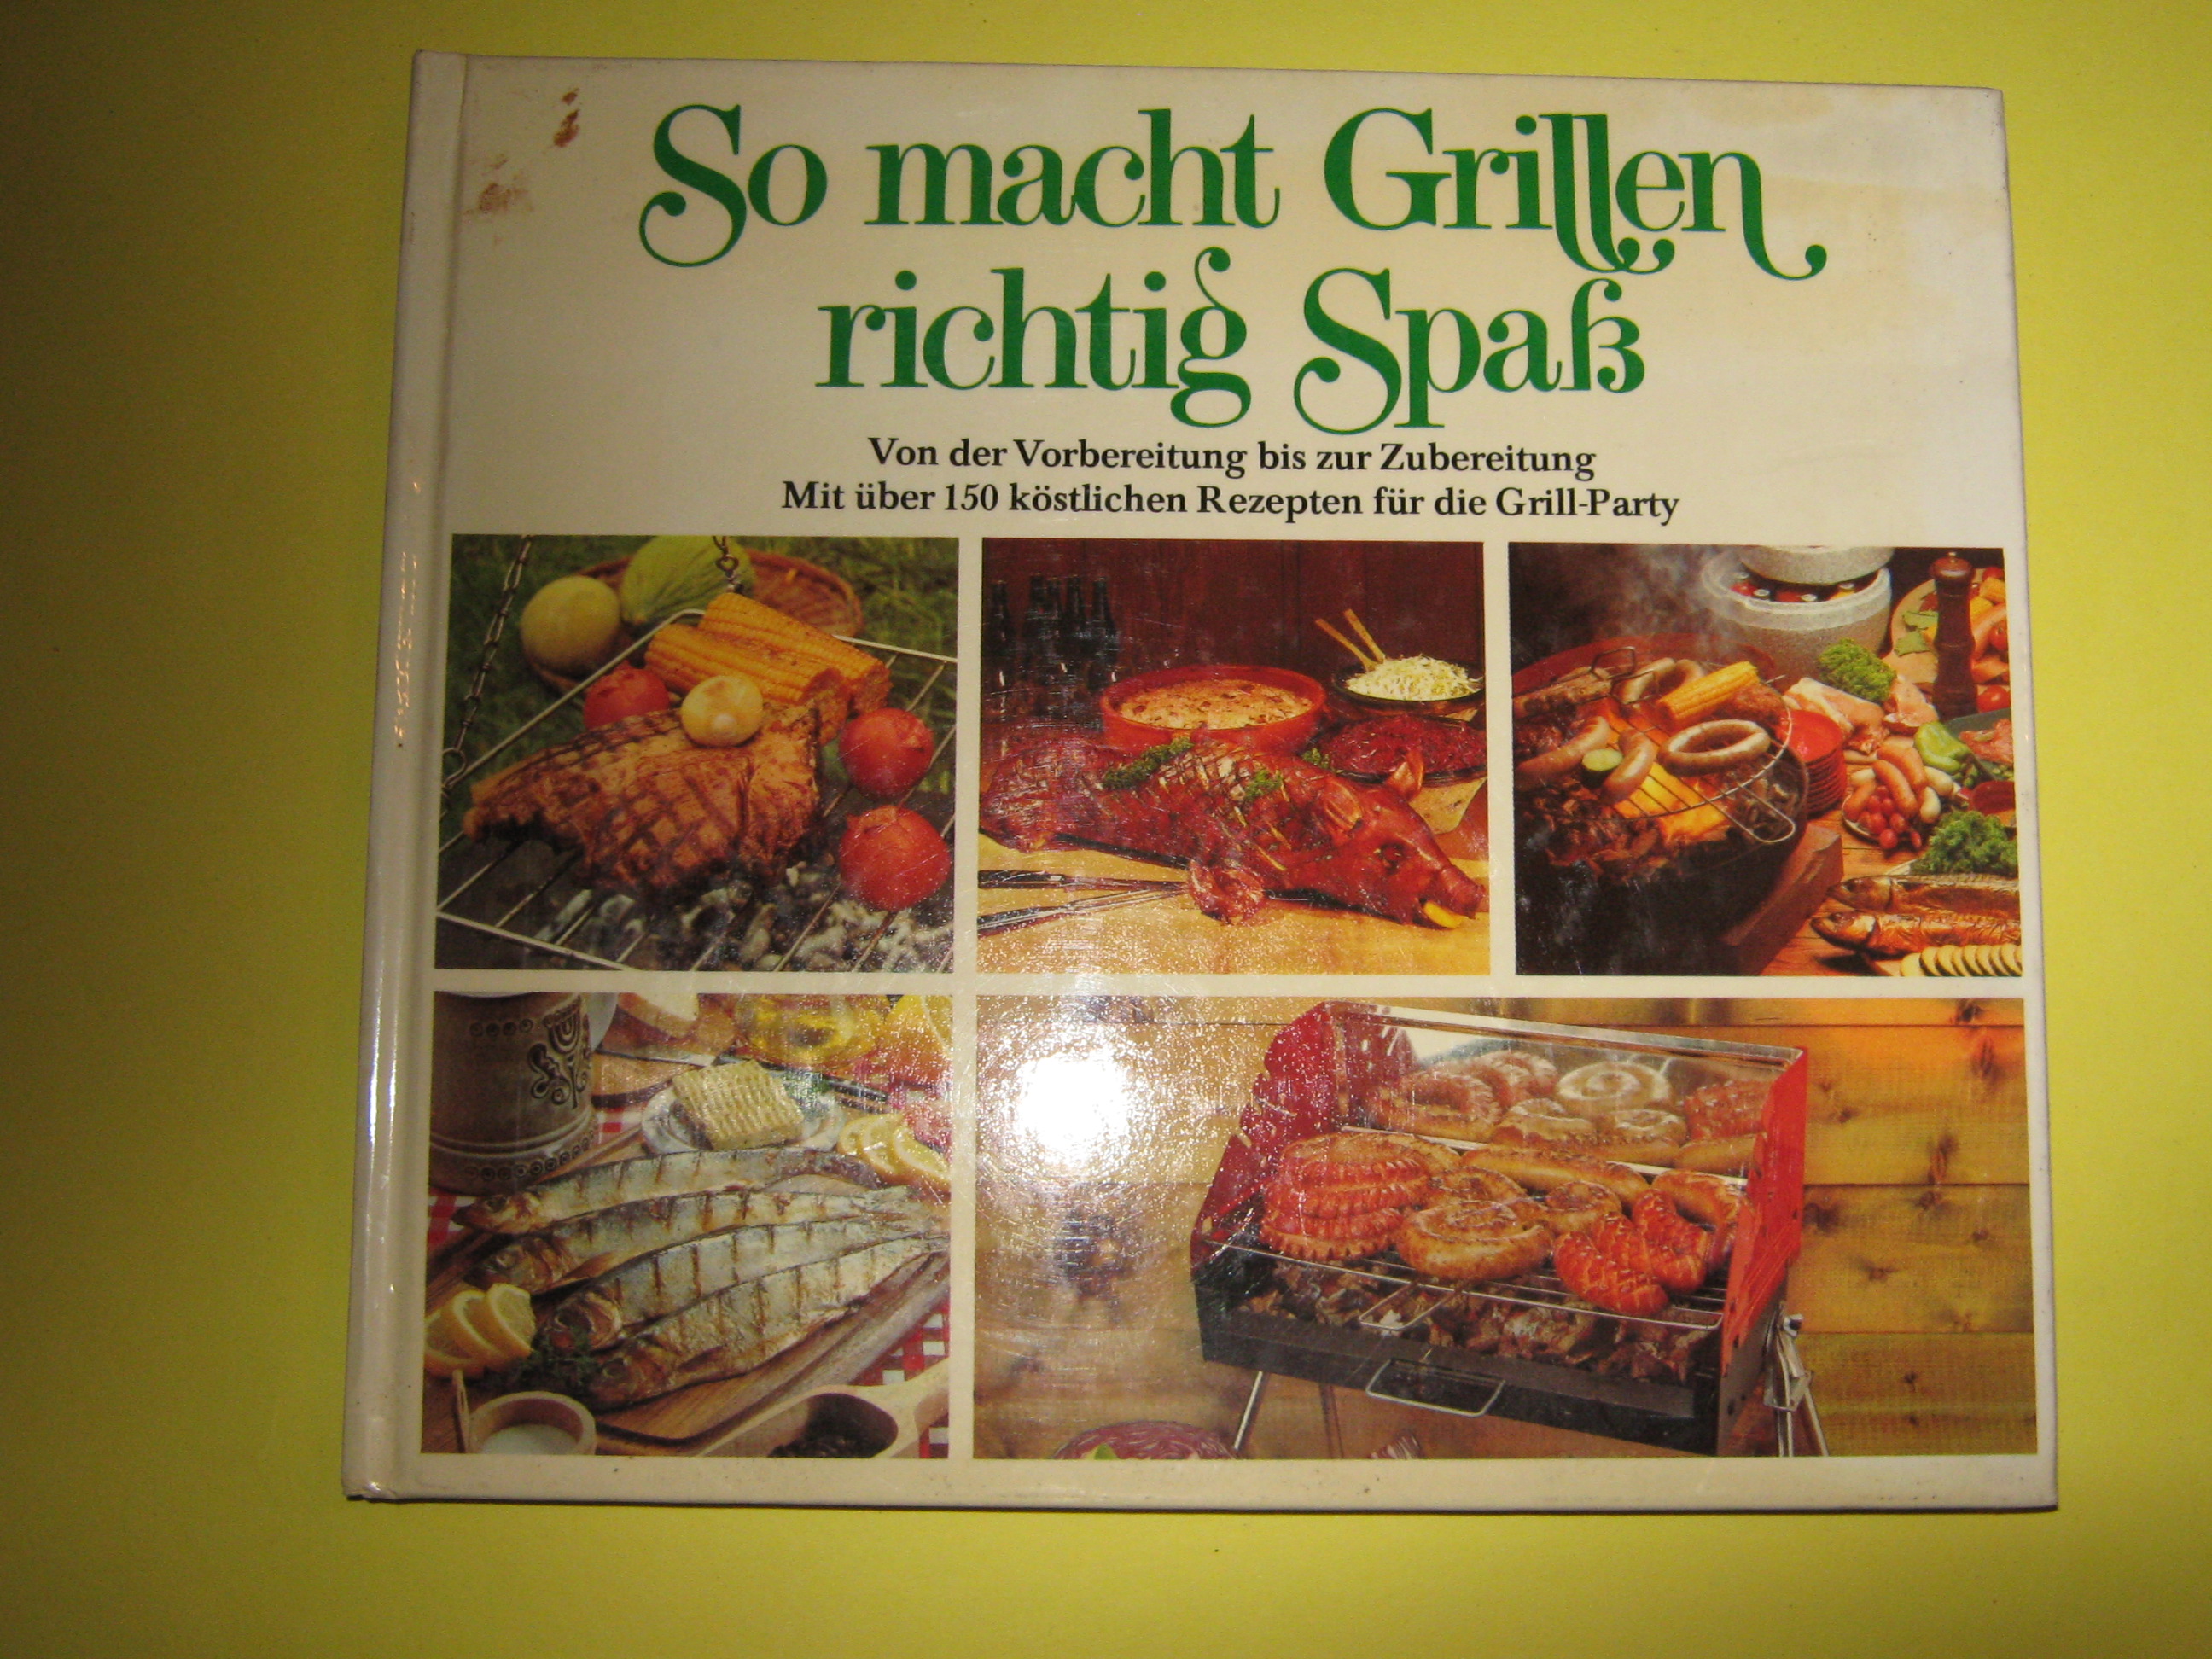 So macht Grillen
richtig Spaß
Von der Vorbereitung bis zur Zubereitung
Mit über 150 köstlichen Rezepten für die Grill-Party